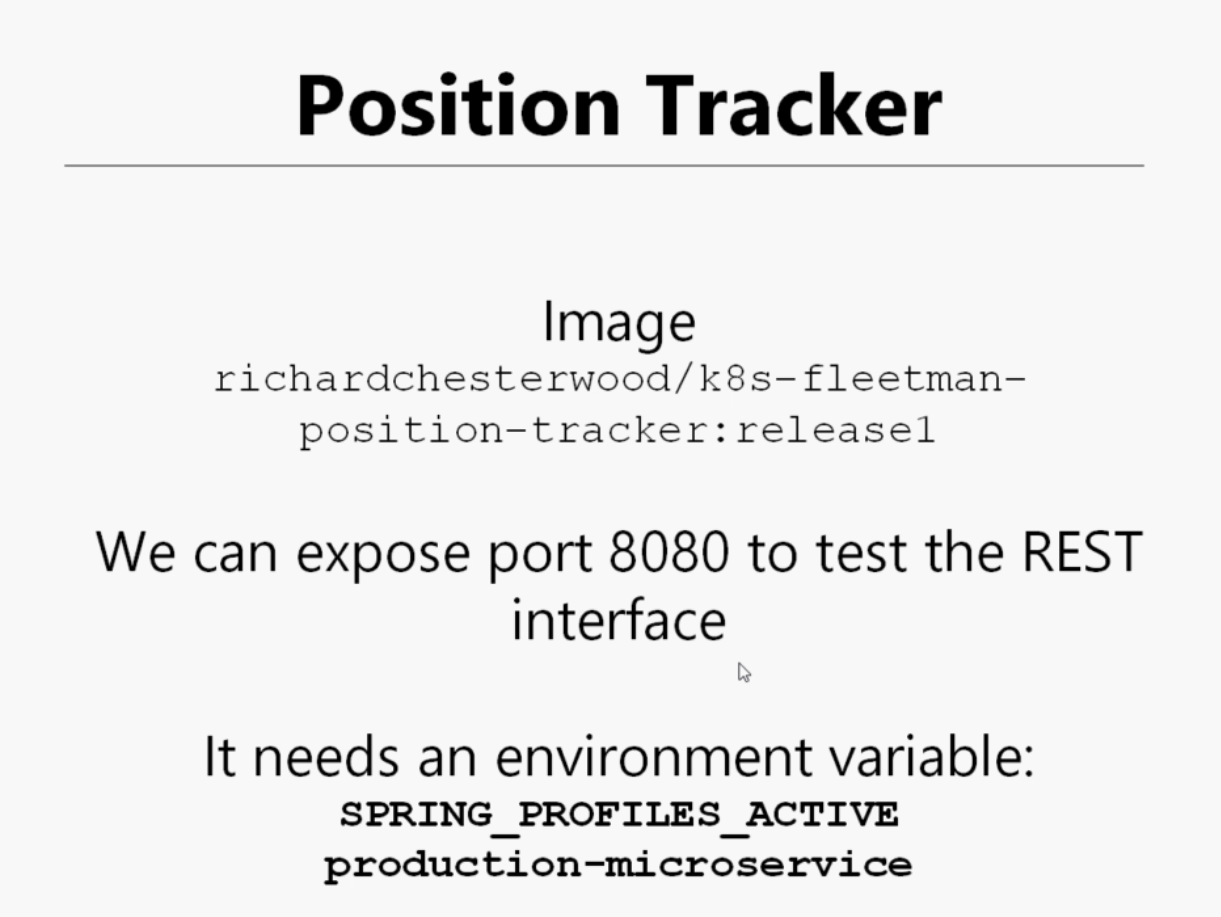 Position Tracker
Image
richardchesterwood/k8s-fleetman-
position-tracker:release1
We can expose port 8080 to test the REST
interface
It needs an environment variable:
SPRING_PROFILES_ACTIVE
production-microservice